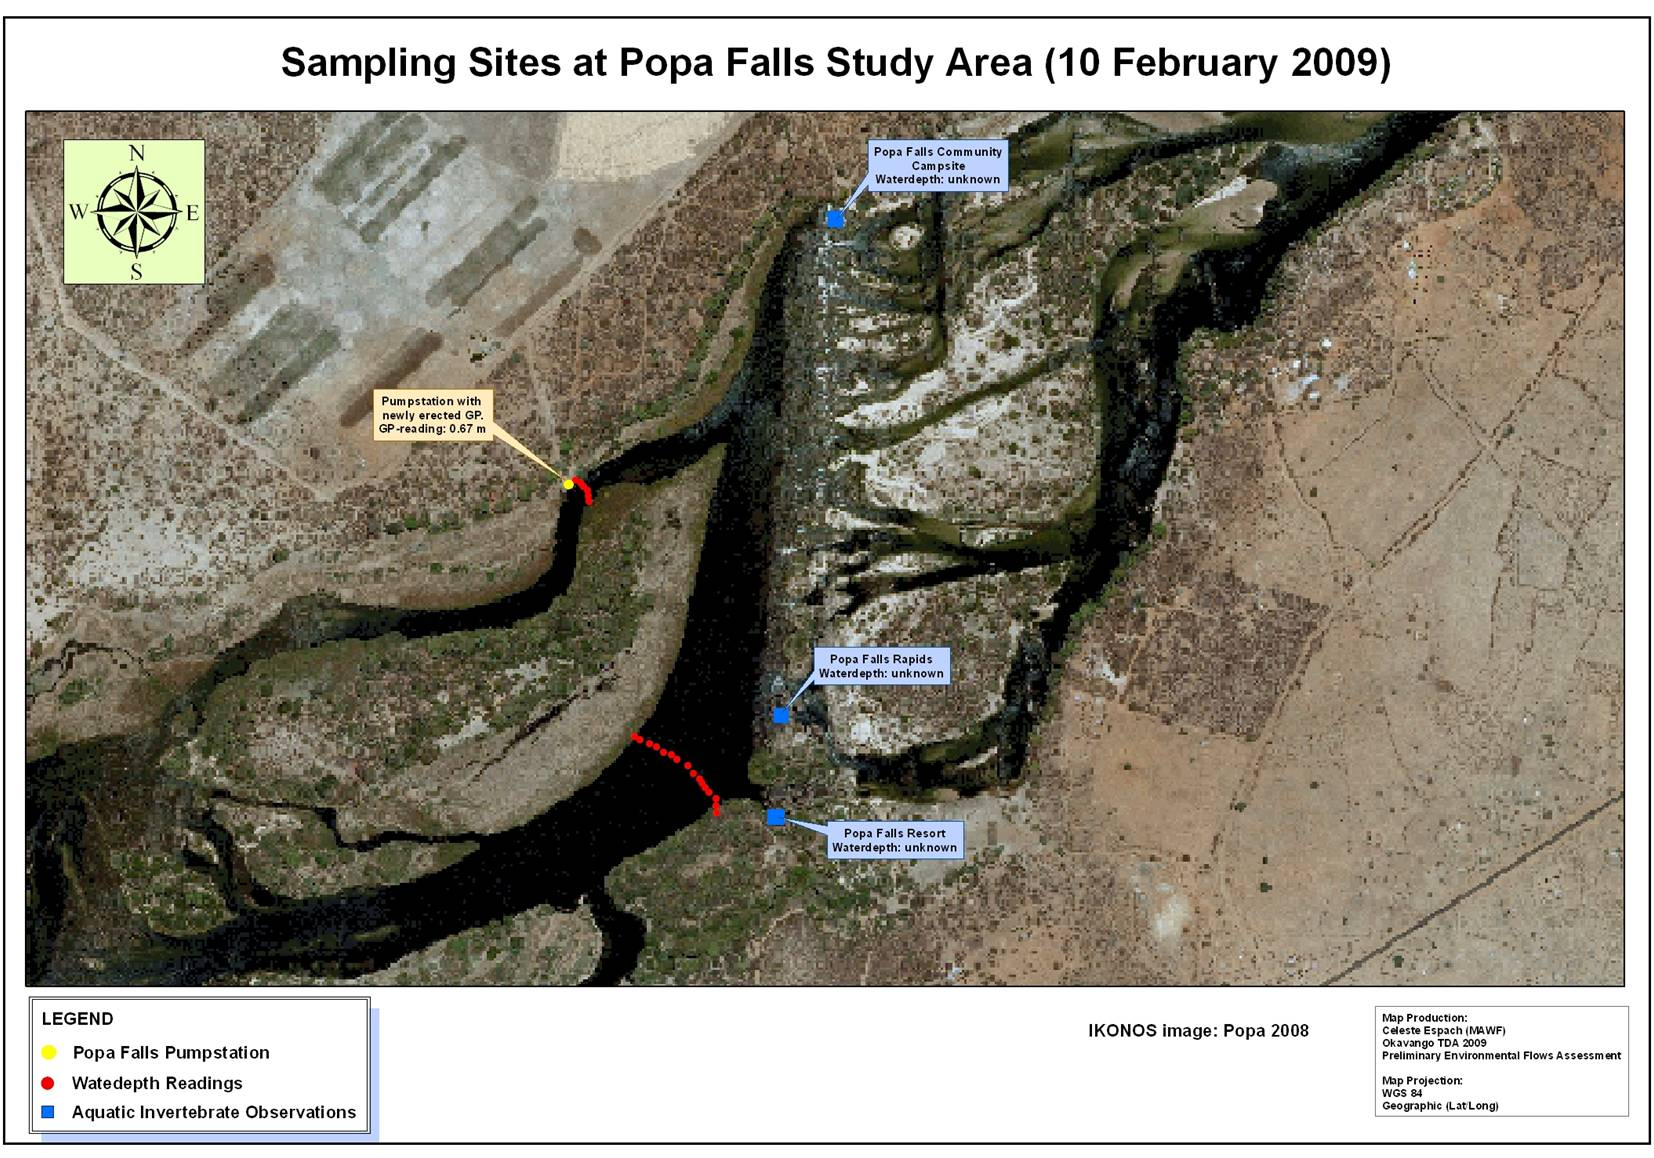 Sampling Sites at Popa Falls Study Area (10 February 2009)
N
W
E
S
Popa Falls Community
Campsite
Waterdepth: unknown
Pumpstation with
newly erected GP.
GP-reading: 0.67 m
Popa Falls Rapids
Waterdepth: unknown
Popa Falls Resort
Waterdepth: unknown
LEGEND
Popa Falls Pumpstation
Watedepth Readings
Aquatic Invertebrate Observations
IKONOS image: Popa 2008
Map Production:
Celeste Espach (MAWF)
Okavango TDA 2009
Preliminary Environmental Flows Assessment
Map Projection:
WGS 84
Geographic (Lat/Long)